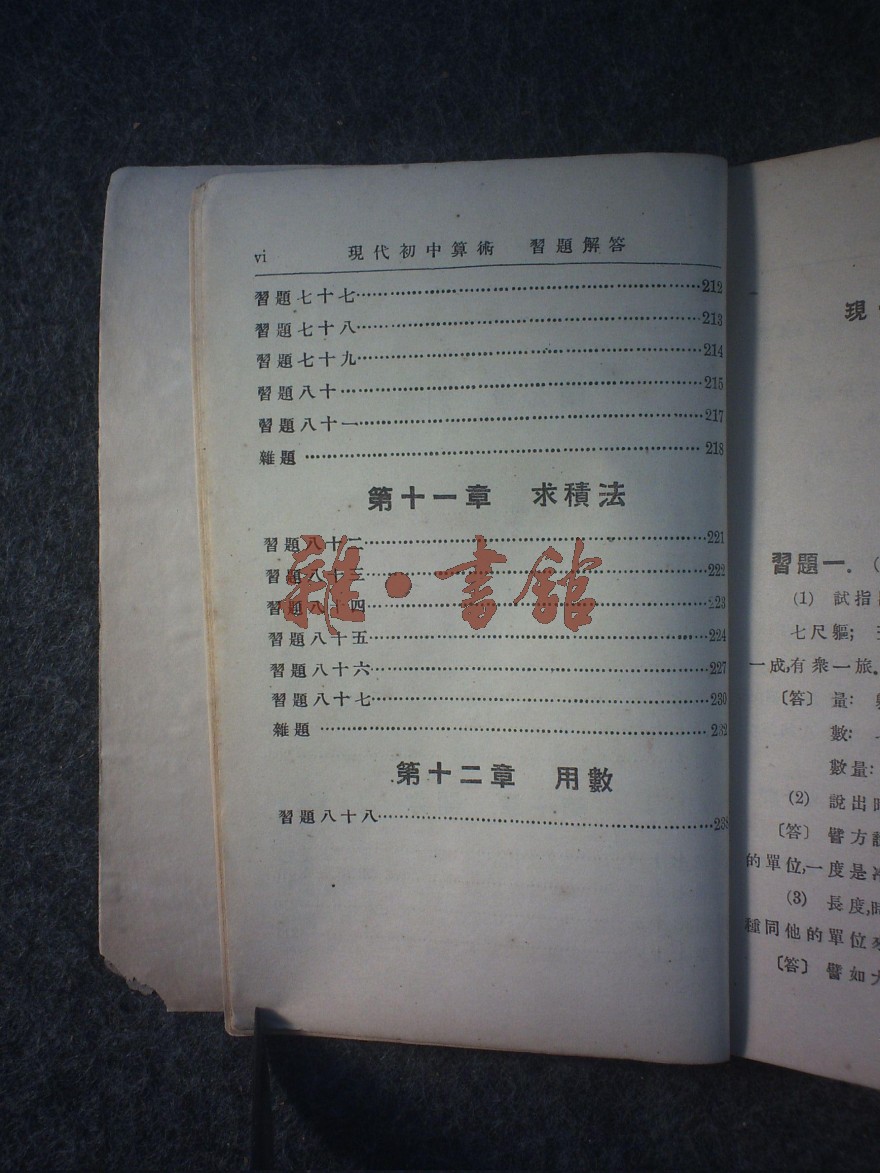 vi 現代初中算術 習題解答
習題七十七 212
習題七十八 213
習題七十九 214
習題八十 215
習題八十一 217
雜題 218
第十一章 求積法
習題八十二 221
習題八十三 222
習題八十四 223
習題八十五 224
習題八十六 227
習題八十七 230
雜題 232
第十二章 用數
習題八十八
雜·書館
現
習題一.
(1) 試指
七尺軀;
一成,有衆一旅.
〔答〕 量:
數:
數量:
(2) 說出
〔答〕 譬方
的單位,一度是
(3) 長度,時
種同他的單位
〔答〕 譬如